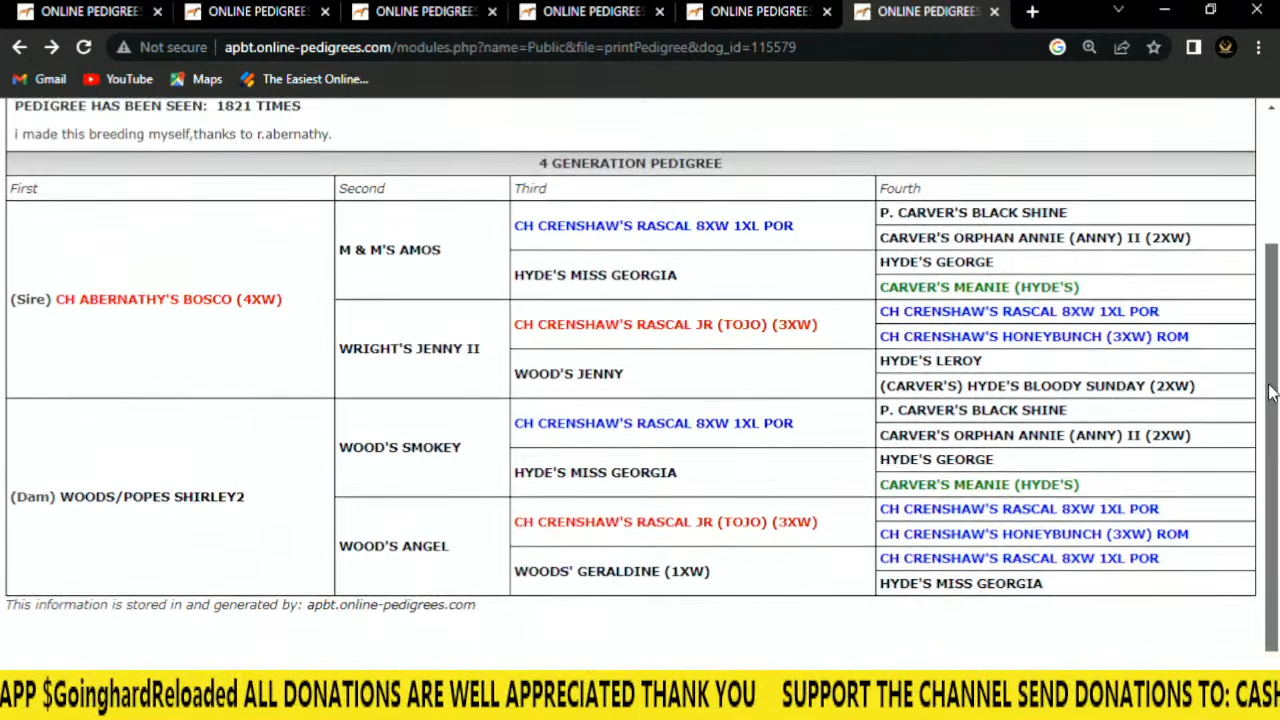 ONLINE PEDIGREES ONLINE PEDIGREES ONLINE PEDIGREES ONLINE PEDIGREES ONLINE PEDIGREES ONLINE PEDIGREES
Not secure apbt.online-pedigrees.com/modules.php?name=Public&file=printPedigree&dog_id=115579
Gmail YouTube Maps The Easiest Online...
PEDIGREE HAS BEEN SEEN: 1821 TIMES
i made this breeding myself,thanks to r.abernathy.
4 GENERATION PEDIGREE
First Second Third Fourth
P. CARVER'S BLACK SHINE
CH CRENSHAW'S RASCAL 8XW 1XL POR
CARVER'S ORPHAN ANNIE (ANNY) II (2XW)
M & M'S AMOS
HYDE'S GEORGE
HYDE'S MISS GEORGIA
CARVER'S MEANIE (HYDE'S)
(Sire) CH ABERNATHY'S BOSCO (4XW)
CH CRENSHAW'S RASCAL 8XW 1XL POR
CH CRENSHAW'S RASCAL JR (TOJO) (3XW)
CH CRENSHAW'S HONEYBUNCH (3XW) ROM
WRIGHT'S JENNY II
HYDE'S LEROY
WOOD'S JENNY
(CARVER'S) HYDE'S BLOODY SUNDAY (2XW)
P. CARVER'S BLACK SHINE
CH CRENSHAW'S RASCAL 8XW 1XL POR
CARVER'S ORPHAN ANNIE (ANNY) II (2XW)
WOOD'S SMOKEY
HYDE'S GEORGE
HYDE'S MISS GEORGIA
CARVER'S MEANIE (HYDE'S)
(Dam) WOODS/POPES SHIRLEY2
CH CRENSHAW'S RASCAL 8XW 1XL POR
CH CRENSHAW'S RASCAL JR (TOJO) (3XW)
CH CRENSHAW'S HONEYBUNCH (3XW) ROM
WOOD'S ANGEL
CH CRENSHAW'S RASCAL 8XW 1XL POR
WOODS' GERALDINE (1XW)
HYDE'S MISS GEORGIA
This information is stored in and generated by: apbt.online-pedigrees.com
APP $GoinghardReloaded ALL DONATIONS ARE WELL APPRECIATED THANK YOU SUPPORT THE CHANNEL SEND DONATIONS TO: CASH